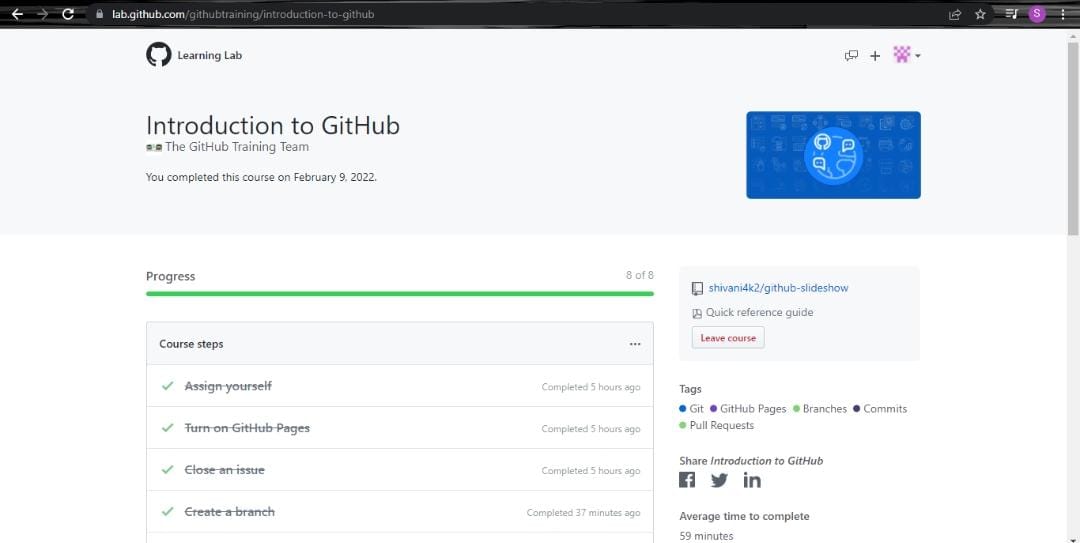 lab.github.com/githubtraining/introduction-to-github
S
Learning Lab
Introduction to GitHub
The GitHub Training Team
You completed this course on February 9, 2022.
Progress
8 of 8
Course steps
Assign yourself
Completed 5 hours ago
Turn on GitHub Pages
Completed 5 hours ago
Close an issue
Completed 5 hours ago
Create a branch
Completed 37 minutes ago
shivani4k2/github-slideshow
Quick reference guide
Leave course
Tags
Git GitHub Pages Branches Commits
Pull Requests
Share Introduction to GitHub
Average time to complete
59 minutes